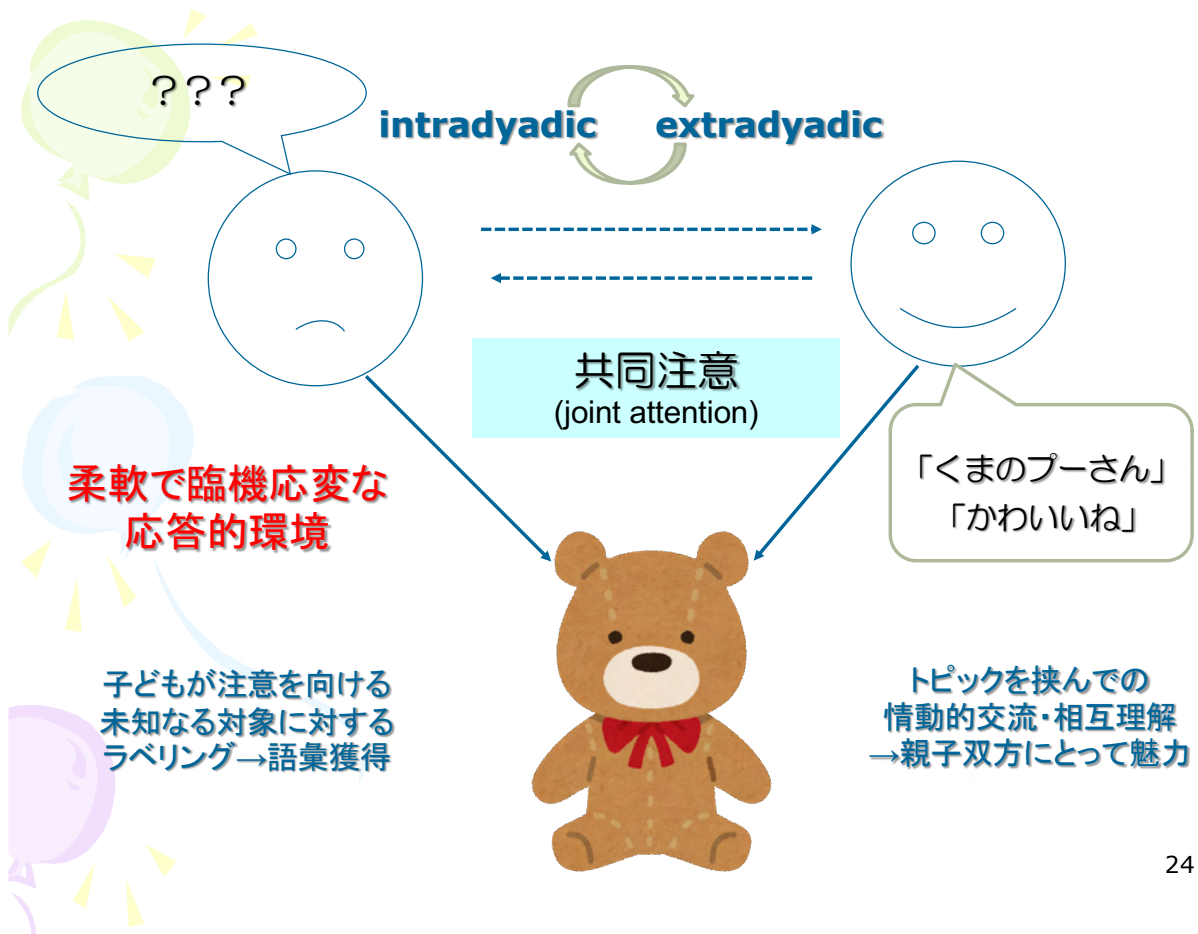 ???
intradyadic extradyadic
共同注意
(joint attention)
「くまのプーさん」
「かわいいね」
柔軟で臨機応変な
応答的環境
子どもが注意を向ける
未知なる対象に対する
ラベリング→語彙獲得
トピックを挟んでの
情動的交流・相互理解
→親子双方にとって魅力
24